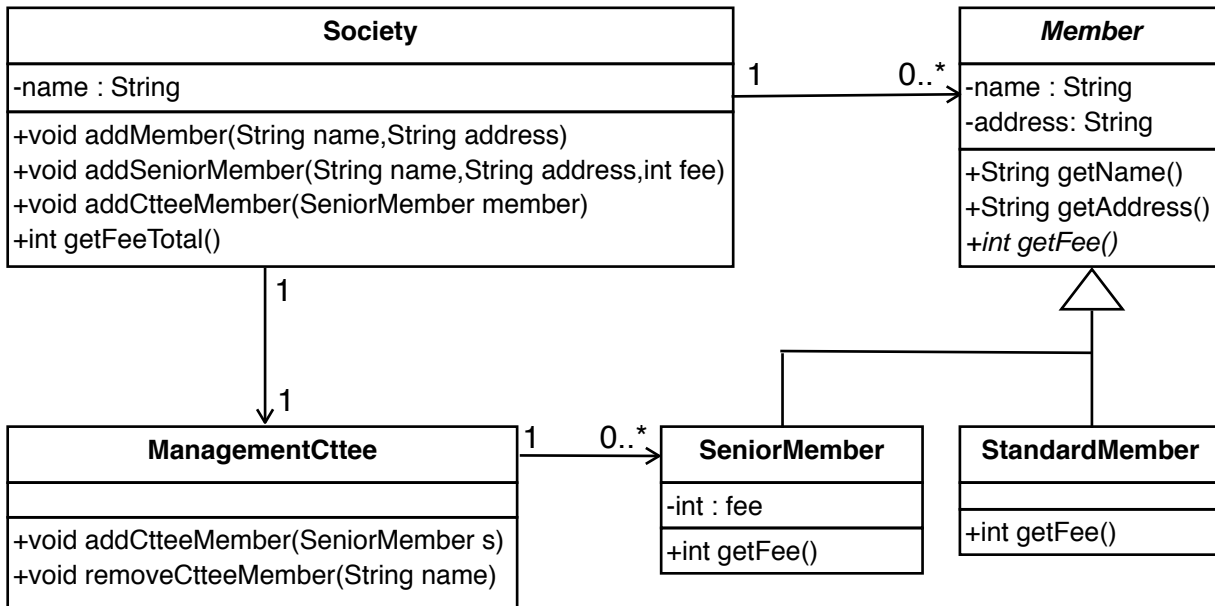 Society
-name : String
+void addMember(String name,String address)
+void addSeniorMember(String name,String address,int fee)
+void addCtteeMember(SeniorMember member)
+int getFeeTotal()
1
0..*
Member
-name : String
-address: String
+String getName()
+String getAddress()
+int getFee()
1
1
ManagementCttee
+void addCtteeMember(SeniorMember s)
+void removeCtteeMember(String name)
1
0..*
SeniorMember
-int : fee
+int getFee()
StandardMember
+int getFee()